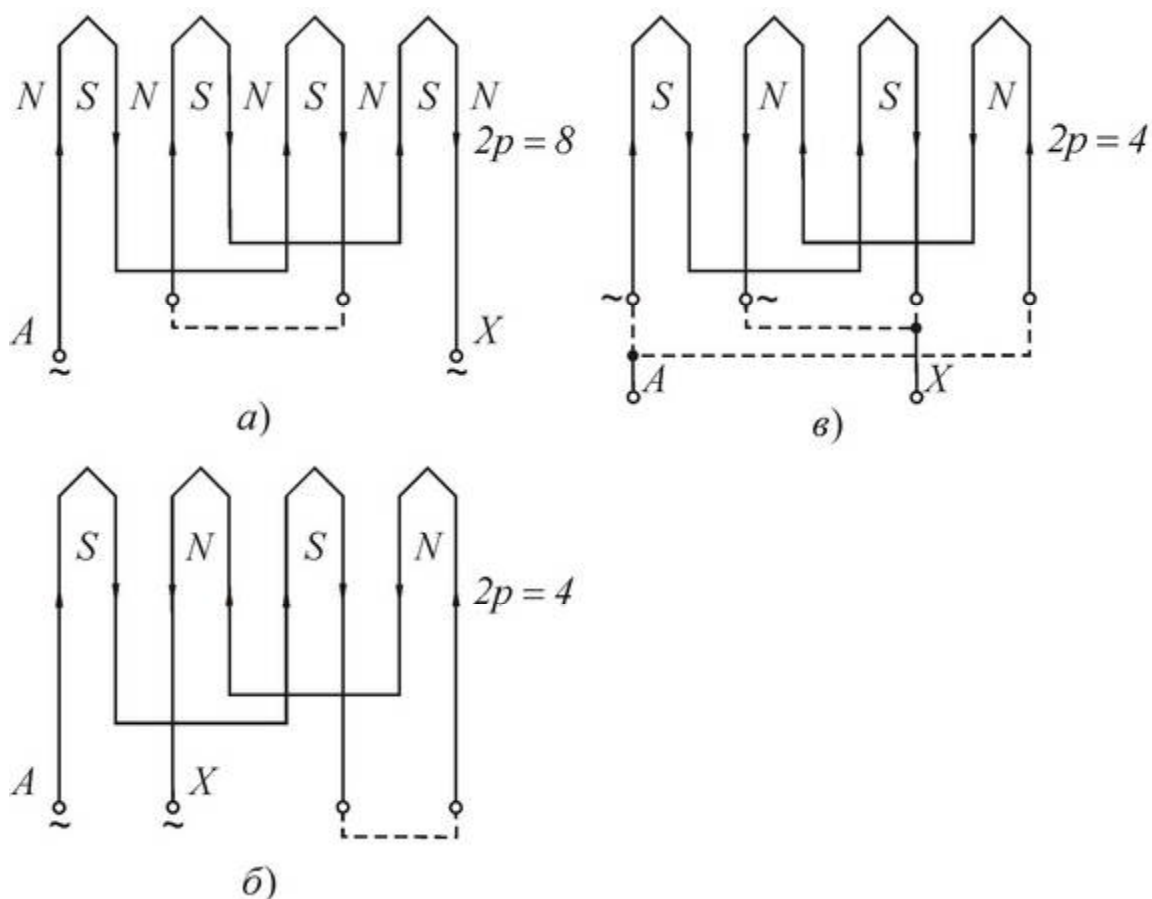 N S N S N S N S N
2p = 8
~
A
~
X
~
а)
S N S N
2p = 4
~ ~
A
X
в)
S N S N
2p = 4
A
~
X
~
б)